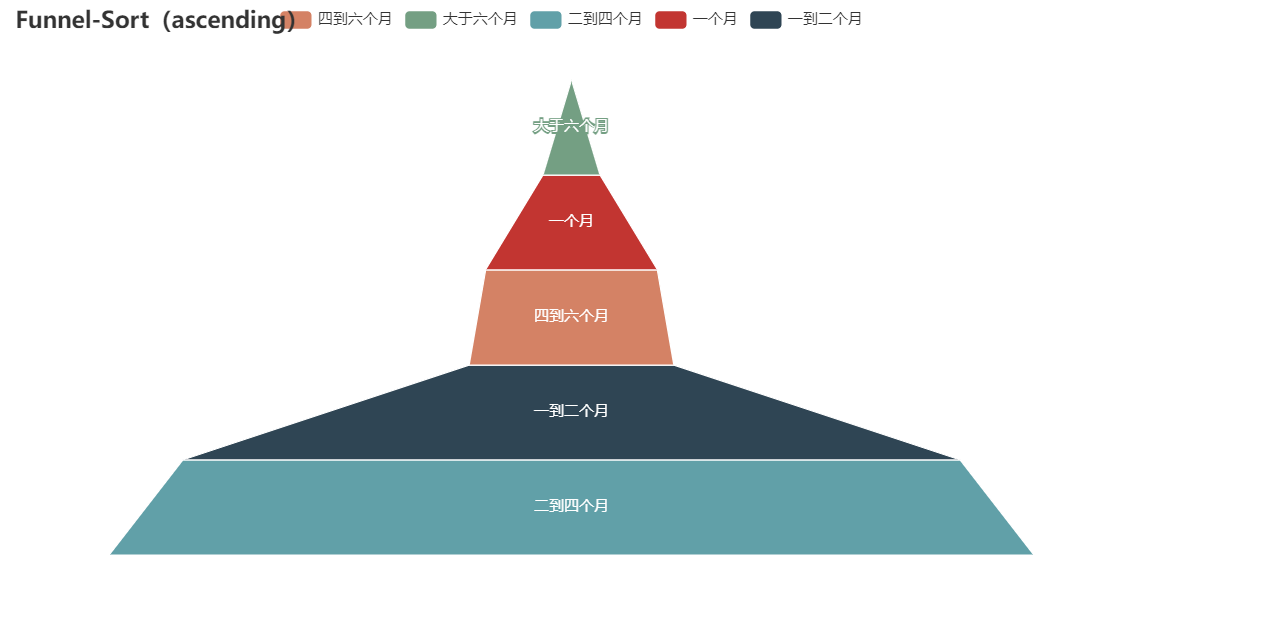 Funnel-Sort（ascending）
四到六个月 大于六个月 二到四个月 一个月 一到二个月
大于六个月
一个月
四到六个月
一到二个月
二到四个月